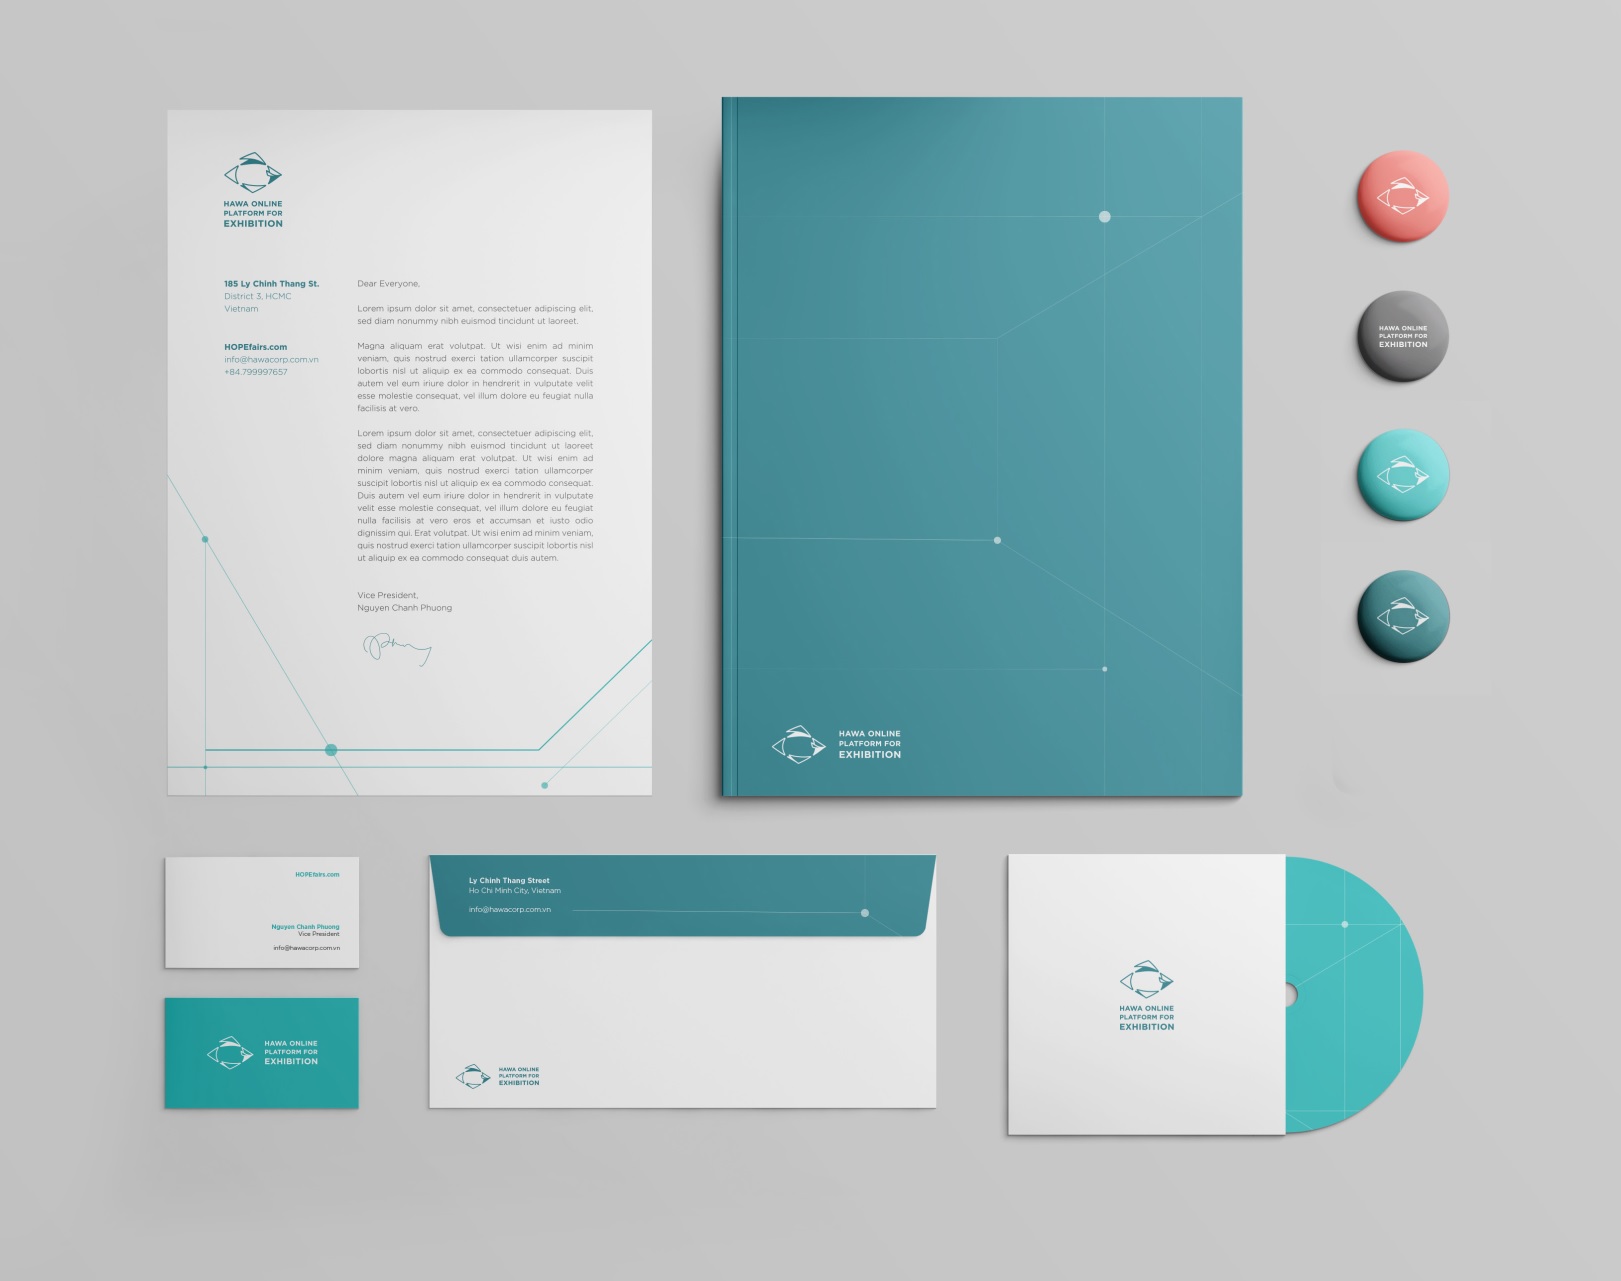 HAWA ONLINE
PLATFORM FOR
EXHIBITION
185 Ly Chinh Thang St.
District 3, HCMC
Vietnam
HOPEfairs.com
info@hawacorp.com.vn
+84.799997657
Dear Everyone,
Lorem ipsum dolor sit amet, consectetuer adipiscing elit,
sed diam nonummy nibh euismod tincidunt ut laoreet.
Magna aliquam erat volutpat. Ut wisi enim ad minim
veniam, quis nostrud exerci tation ullamcorper suscipit
lobortis nisl ut aliquip ex ea commodo consequat. Duis
autem vel eum iriure dolor in hendrerit in vulputate velit
esse molestie consequat, vel illum dolore eu feugiat nulla
facilisis at vero.
Lorem ipsum dolor sit amet, consectetuer adipiscing elit,
sed diam nonummy nibh euismod tincidunt ut laoreet
dolore magna aliquam erat volutpat. Ut wisi enim ad
minim veniam, quis nostrud exerci tation ullamcorper
suscipit lobortis nisl ut aliquip ex ea commodo consequat.
Duis autem vel eum iriure dolor in hendrerit in vulputate
velit esse molestie consequat, vel illum dolore eu feugiat
nulla facilisis at vero eros et accumsan et iusto odio
dignissim qui. Erat volutpat. Ut wisi enim ad minim veniam,
quis nostrud exerci tation ullamcorper suscipit lobortis nisl
ut aliquip ex ea commodo consequat duis autem.
Vice President,
Nguyen Chanh Phuong
HAWA ONLINE
PLATFORM FOR
EXHIBITION
HAWA ONLINE
PLATFORM FOR
EXHIBITION
HOPEfairs.com
Nguyen Chanh Phuong
Vice President
info@hawacorp.com.vn
HAWA ONLINE
PLATFORM FOR
EXHIBITION
Ly Chinh Thang Street
Ho Chi Minh City, Vietnam
info@hawacorp.com.vn
HAWA ONLINE
PLATFORM FOR
EXHIBITION
HAWA ONLINE
PLATFORM FOR
EXHIBITION